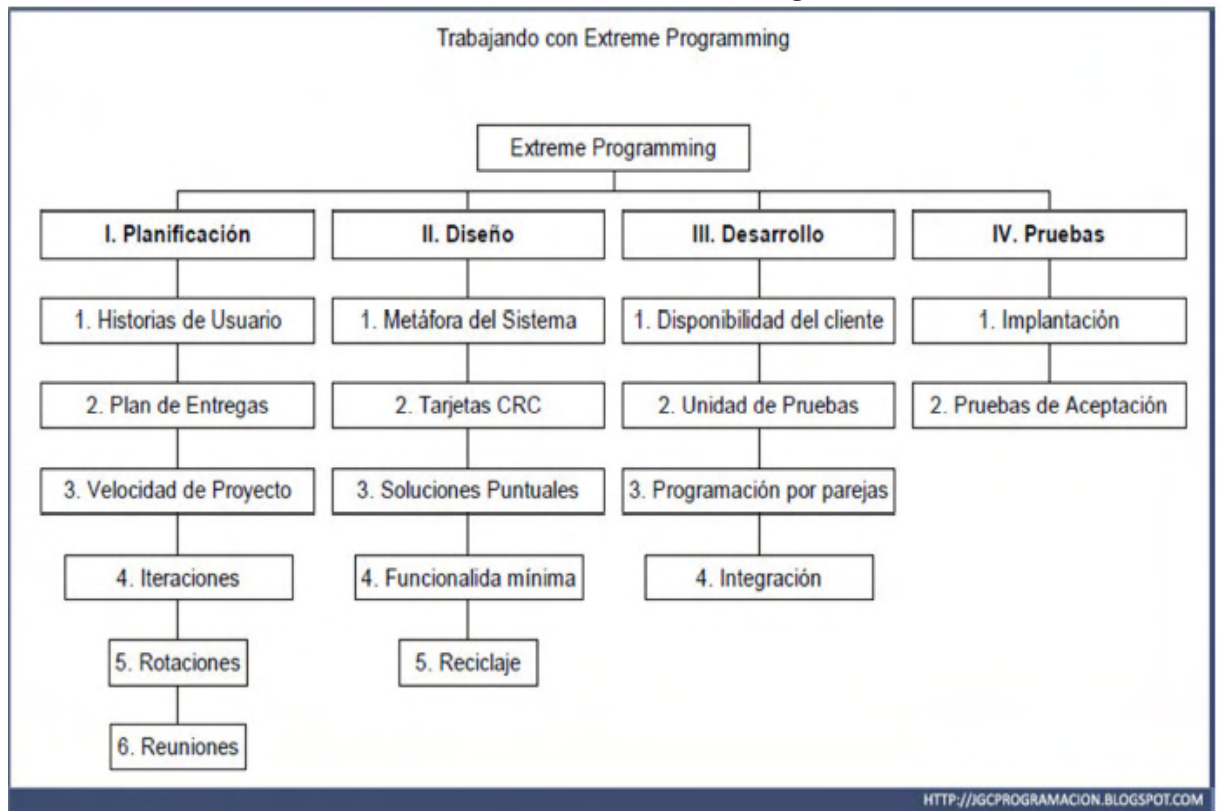 Trabajando con Extreme Programming
Extreme Programming
I. Planificación
1. Historias de Usuario
2. Plan de Entregas
3. Velocidad de Proyecto
4. Iteraciones
5. Rotaciones
6. Reuniones
II. Diseño
1. Metáfora del Sistema
2. Tarjetas CRC
3. Soluciones Puntuales
4. Funcionalida mínima
5. Reciclaje
III. Desarrollo
1. Disponibilidad del cliente
2. Unidad de Pruebas
3. Programación por parejas
4. Integración
IV. Pruebas
1. Implantación
2. Pruebas de Aceptación
HTTP://JGCPROGRAMACION.BLOGSPOT.COM